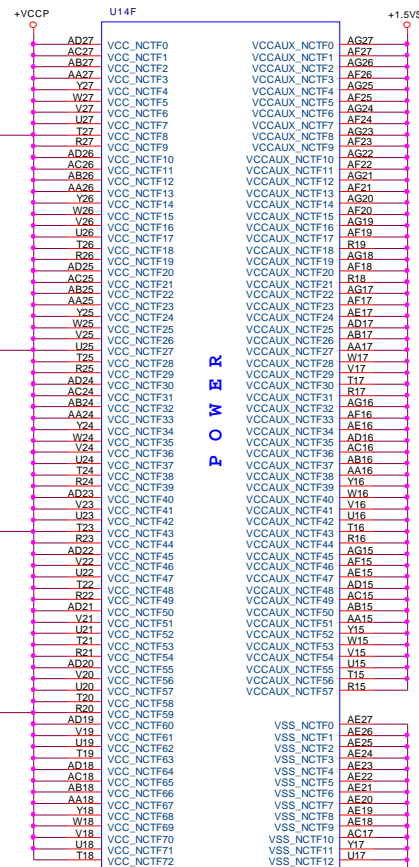 +VCCP
U14F
+1.5VS
AD27 VCC_NCTF0
AC27 VCC_NCTF1
AB27 VCC_NCTF2
AA27 VCC_NCTF3
Y27 VCC_NCTF4
W27 VCC_NCTF5
V27 VCC_NCTF6
U27 VCC_NCTF7
T27 VCC_NCTF8
R27 VCC_NCTF9
AD26 VCC_NCTF10
AC26 VCC_NCTF11
AB26 VCC_NCTF12
AA26 VCC_NCTF13
Y26 VCC_NCTF14
W26 VCC_NCTF15
V26 VCC_NCTF16
U26 VCC_NCTF17
T26 VCC_NCTF18
R26 VCC_NCTF19
AD25 VCC_NCTF20
AC25 VCC_NCTF21
AB25 VCC_NCTF22
AA25 VCC_NCTF23
Y25 VCC_NCTF24
W25 VCC_NCTF25
V25 VCC_NCTF26
U25 VCC_NCTF27
T25 VCC_NCTF28
R25 VCC_NCTF29
AD24 VCC_NCTF30
AC24 VCC_NCTF31
AB24 VCC_NCTF32
AA24 VCC_NCTF33
Y24 VCC_NCTF34
W24 VCC_NCTF35
V24 VCC_NCTF36
U24 VCC_NCTF37
T24 VCC_NCTF38
R24 VCC_NCTF39
AD23 VCC_NCTF40
V23 VCC_NCTF41
U23 VCC_NCTF42
T23 VCC_NCTF43
R23 VCC_NCTF44
AD22 VCC_NCTF45
V22 VCC_NCTF46
U22 VCC_NCTF47
T22 VCC_NCTF48
R22 VCC_NCTF49
AD21 VCC_NCTF50
V21 VCC_NCTF51
U21 VCC_NCTF52
T21 VCC_NCTF53
R21 VCC_NCTF54
AD20 VCC_NCTF55
V20 VCC_NCTF56
U20 VCC_NCTF57
T20 VCC_NCTF58
R20 VCC_NCTF59
AD19 VCC_NCTF60
V19 VCC_NCTF61
U19 VCC_NCTF62
T19 VCC_NCTF63
AD18 VCC_NCTF64
AC18 VCC_NCTF65
AB18 VCC_NCTF66
AA18 VCC_NCTF67
Y18 VCC_NCTF68
W18 VCC_NCTF69
V18 VCC_NCTF70
U18 VCC_NCTF71
T18 VCC_NCTF72
POWER
VCCAUX_NCTF0 AG27
VCCAUX_NCTF1 AF27
VCCAUX_NCTF2 AG26
VCCAUX_NCTF3 AF26
VCCAUX_NCTF4 AG25
VCCAUX_NCTF5 AF25
VCCAUX_NCTF6 AG24
VCCAUX_NCTF7 AF24
VCCAUX_NCTF8 AG23
VCCAUX_NCTF9 AF23
VCCAUX_NCTF10 AG22
VCCAUX_NCTF11 AF22
VCCAUX_NCTF12 AG21
VCCAUX_NCTF13 AF21
VCCAUX_NCTF14 AG20
VCCAUX_NCTF15 AF20
VCCAUX_NCTF16 AG19
VCCAUX_NCTF17 AF19
VCCAUX_NCTF18 R19
VCCAUX_NCTF19 AG18
VCCAUX_NCTF20 AF18
VCCAUX_NCTF21 R18
VCCAUX_NCTF22 AG17
VCCAUX_NCTF23 AF17
VCCAUX_NCTF24 AE17
VCCAUX_NCTF25 AD17
VCCAUX_NCTF26 AB17
VCCAUX_NCTF27 AA17
VCCAUX_NCTF28 W17
VCCAUX_NCTF29 V17
VCCAUX_NCTF30 T17
VCCAUX_NCTF31 R17
VCCAUX_NCTF32 AG16
VCCAUX_NCTF33 AF16
VCCAUX_NCTF34 AE16
VCCAUX_NCTF35 AD16
VCCAUX_NCTF36 AC16
VCCAUX_NCTF37 AB16
VCCAUX_NCTF38 AA16
VCCAUX_NCTF39 Y16
VCCAUX_NCTF40 W16
VCCAUX_NCTF41 V16
VCCAUX_NCTF42 U16
VCCAUX_NCTF43 T16
VCCAUX_NCTF44 R16
VCCAUX_NCTF45 AG15
VCCAUX_NCTF46 AF15
VCCAUX_NCTF47 AE15
VCCAUX_NCTF48 AD15
VCCAUX_NCTF49 AC15
VCCAUX_NCTF50 AB15
VCCAUX_NCTF51 AA15
VCCAUX_NCTF52 Y15
VCCAUX_NCTF53 W15
VCCAUX_NCTF54 V15
VCCAUX_NCTF55 U15
VCCAUX_NCTF56 T15
VCCAUX_NCTF57 R15
VSS_NCTF0 AE27
VSS_NCTF1 AE26
VSS_NCTF2 AE25
VSS_NCTF3 AE24
VSS_NCTF4 AE23
VSS_NCTF5 AE22
VSS_NCTF6 AE21
VSS_NCTF7 AE20
VSS_NCTF8 AE19
VSS_NCTF9 AE18
VSS_NCTF10 AC17
VSS_NCTF11 Y17
VSS_NCTF12 U17